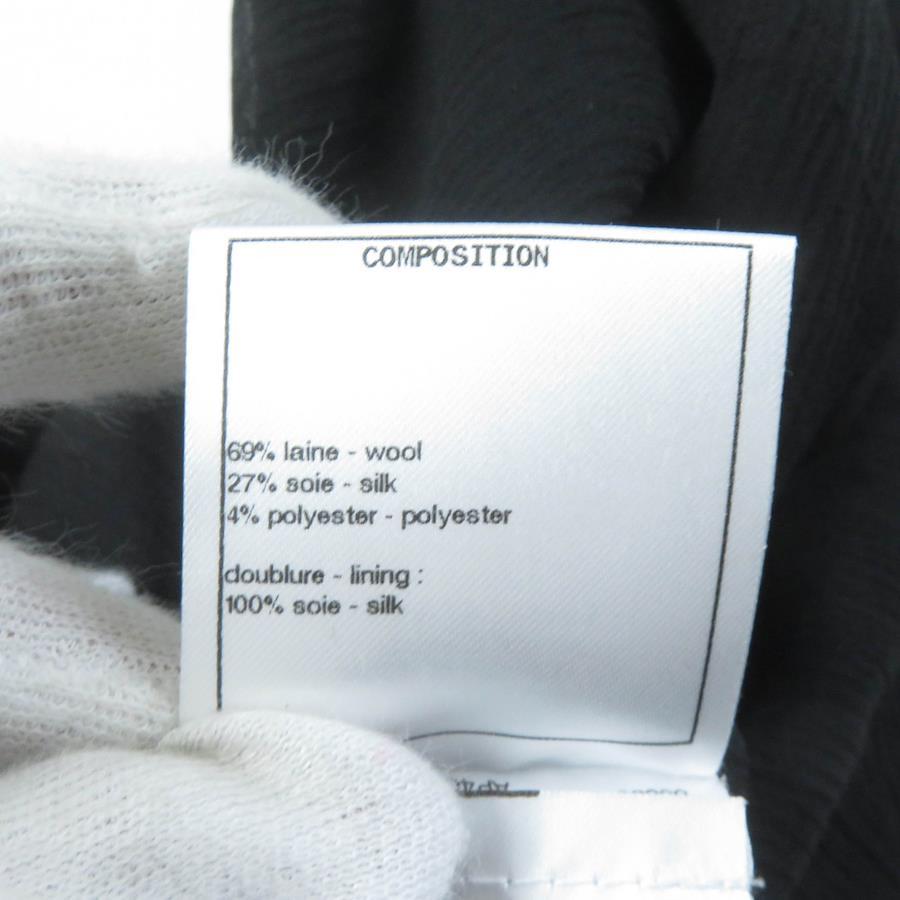 COMPOSITION
69% laine - wool
27% soie - silk
4% polyester - polyester
doublure - lining :
100% soie - silk